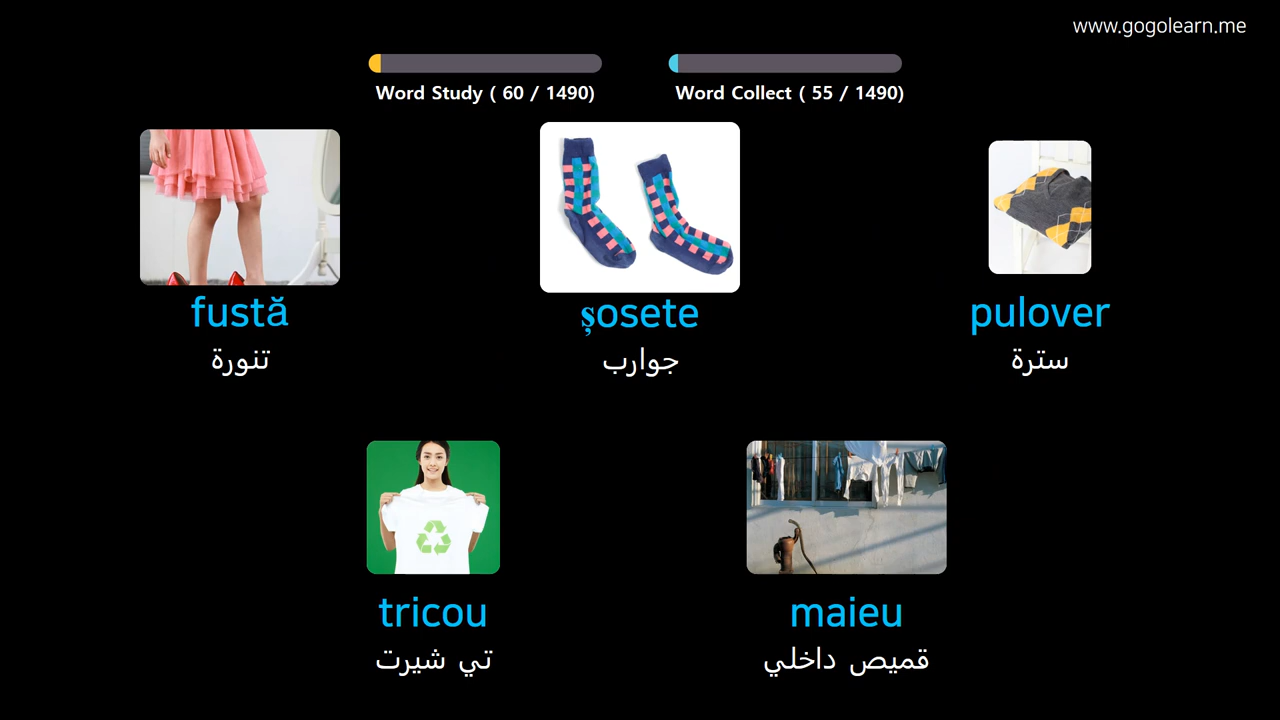 www.gogolearn.me
Word Study ( 60 / 1490)
Word Collect ( 55 / 1490)
fustă
șosete
pulover
تنورة
جوارب
سترة
tricou
maieu
تي شيرت
قميص داخلي